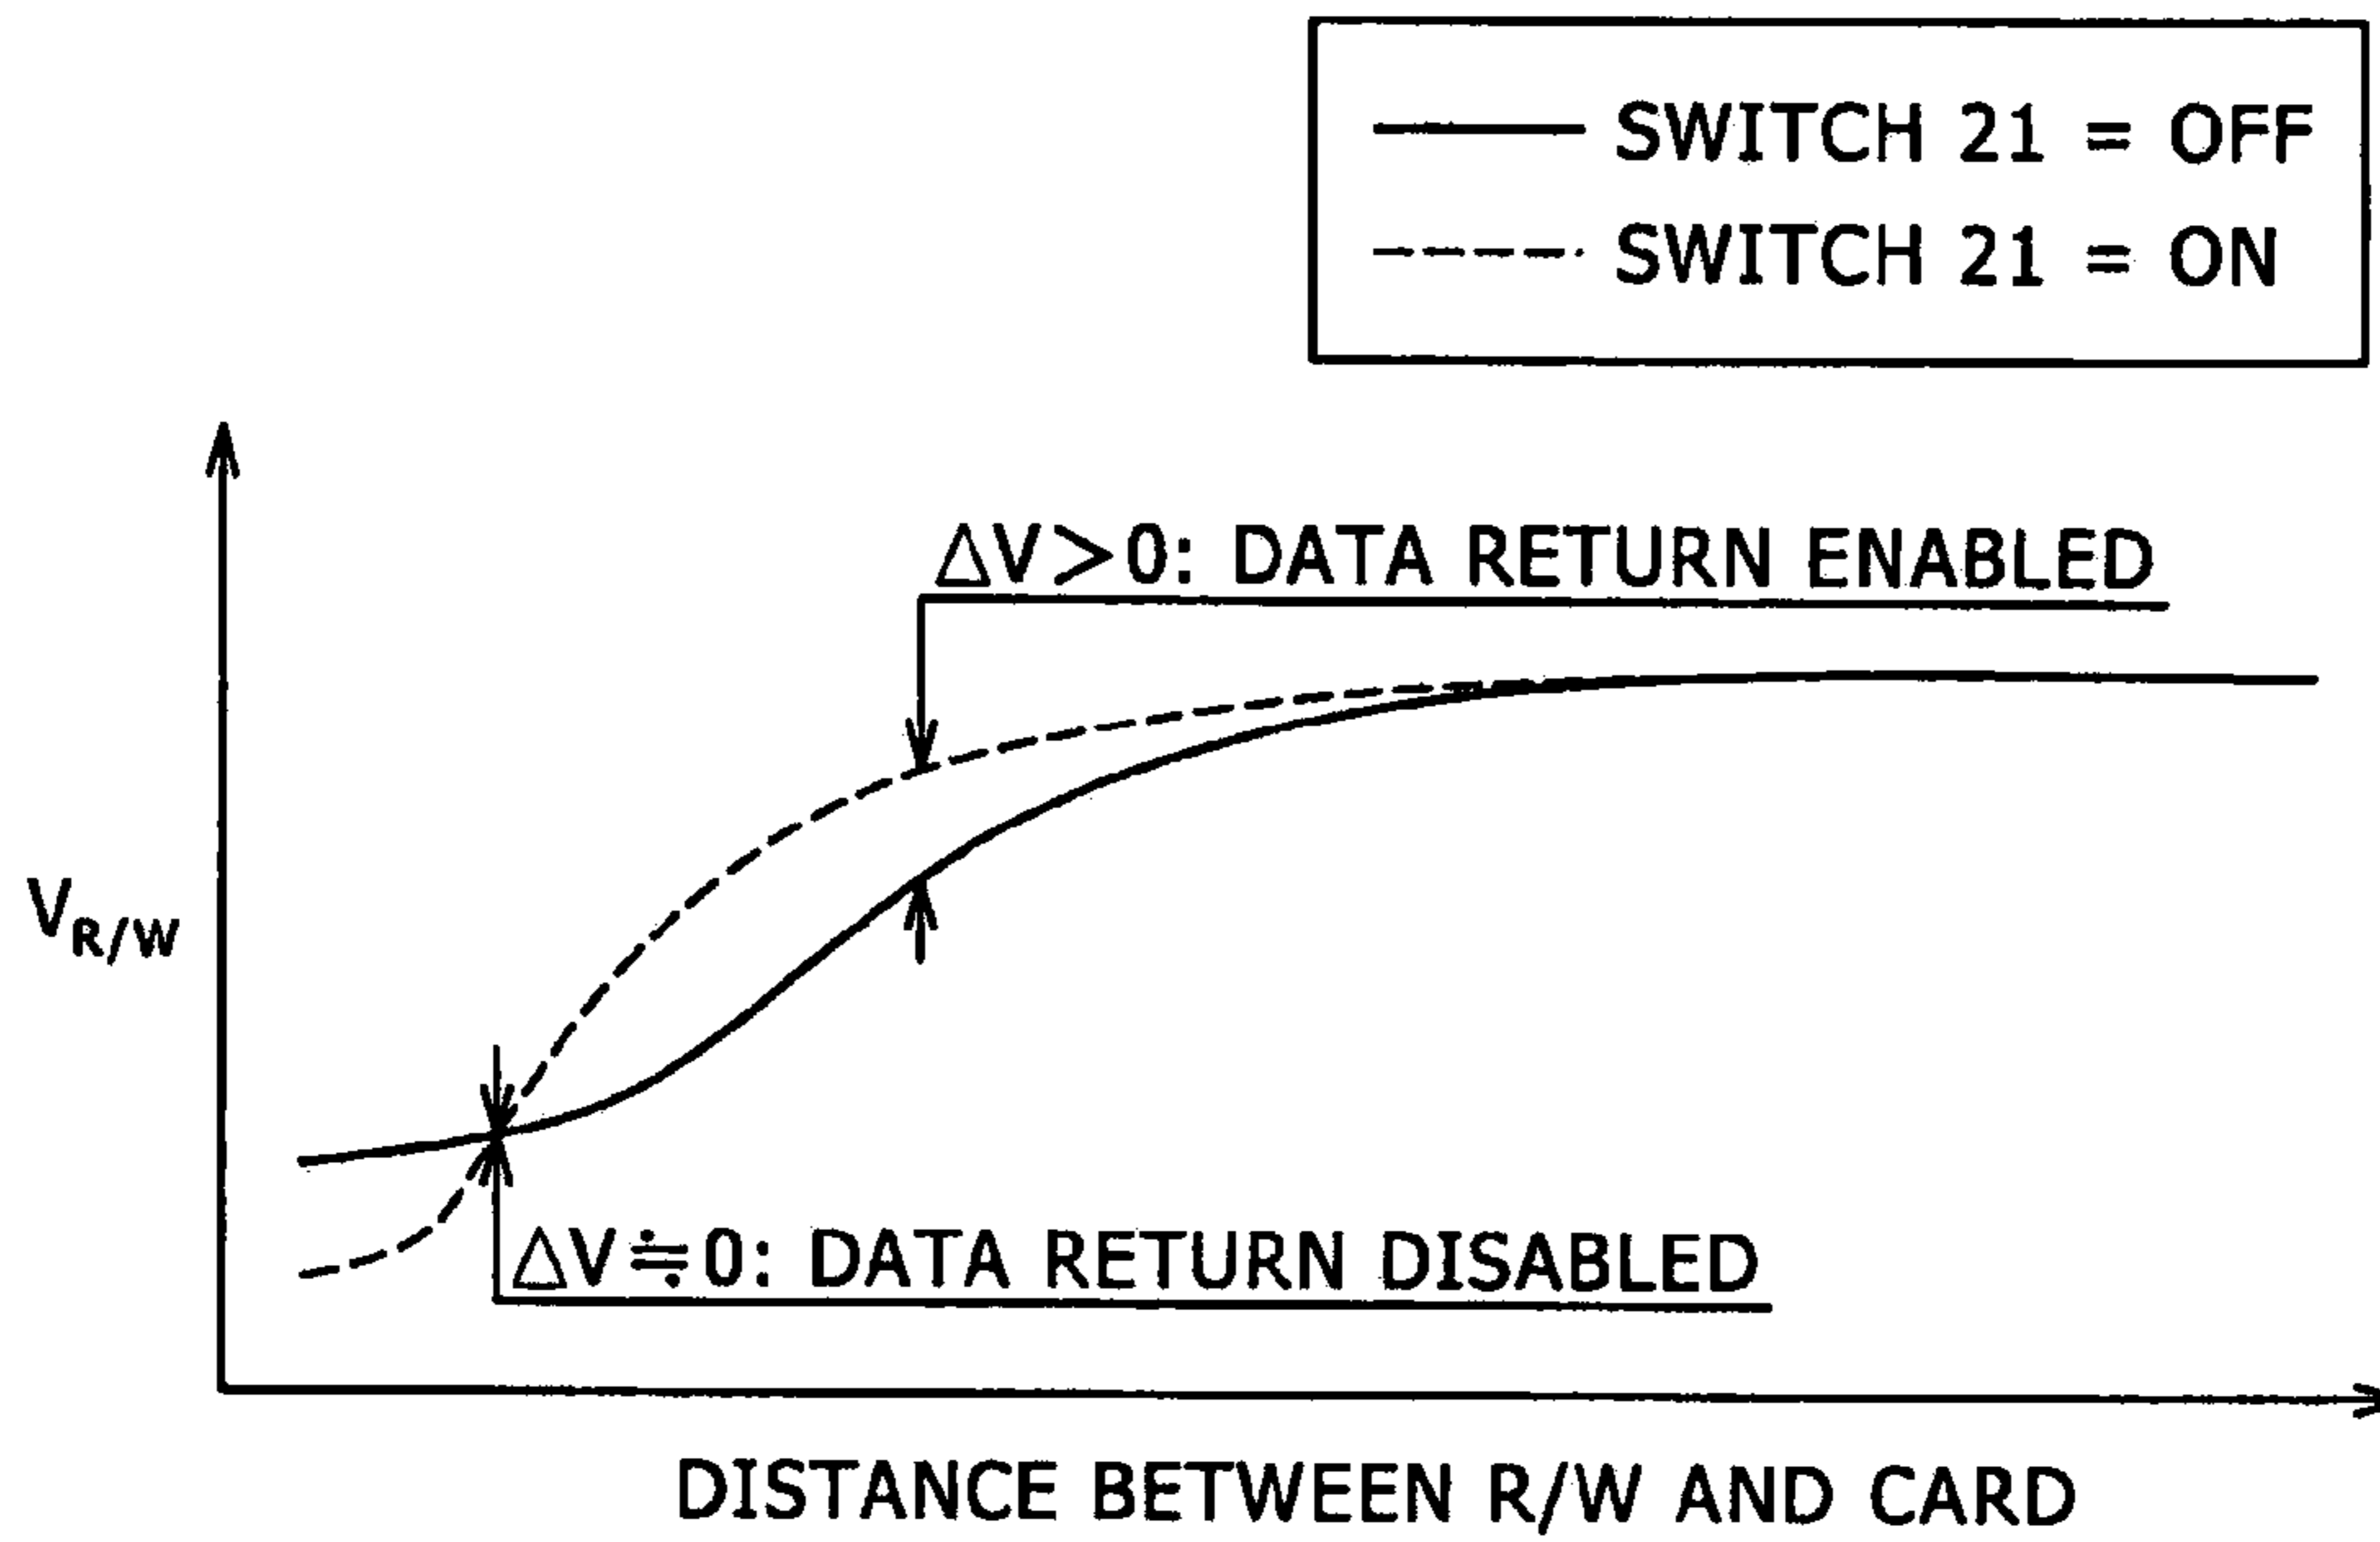 SWITCH 21 = OFF
SWITCH 21 = ON
ΔV>0: DATA RETURN ENABLED
V_R/W
ΔV≒0: DATA RETURN DISABLED
DISTANCE BETWEEN R/W AND CARD